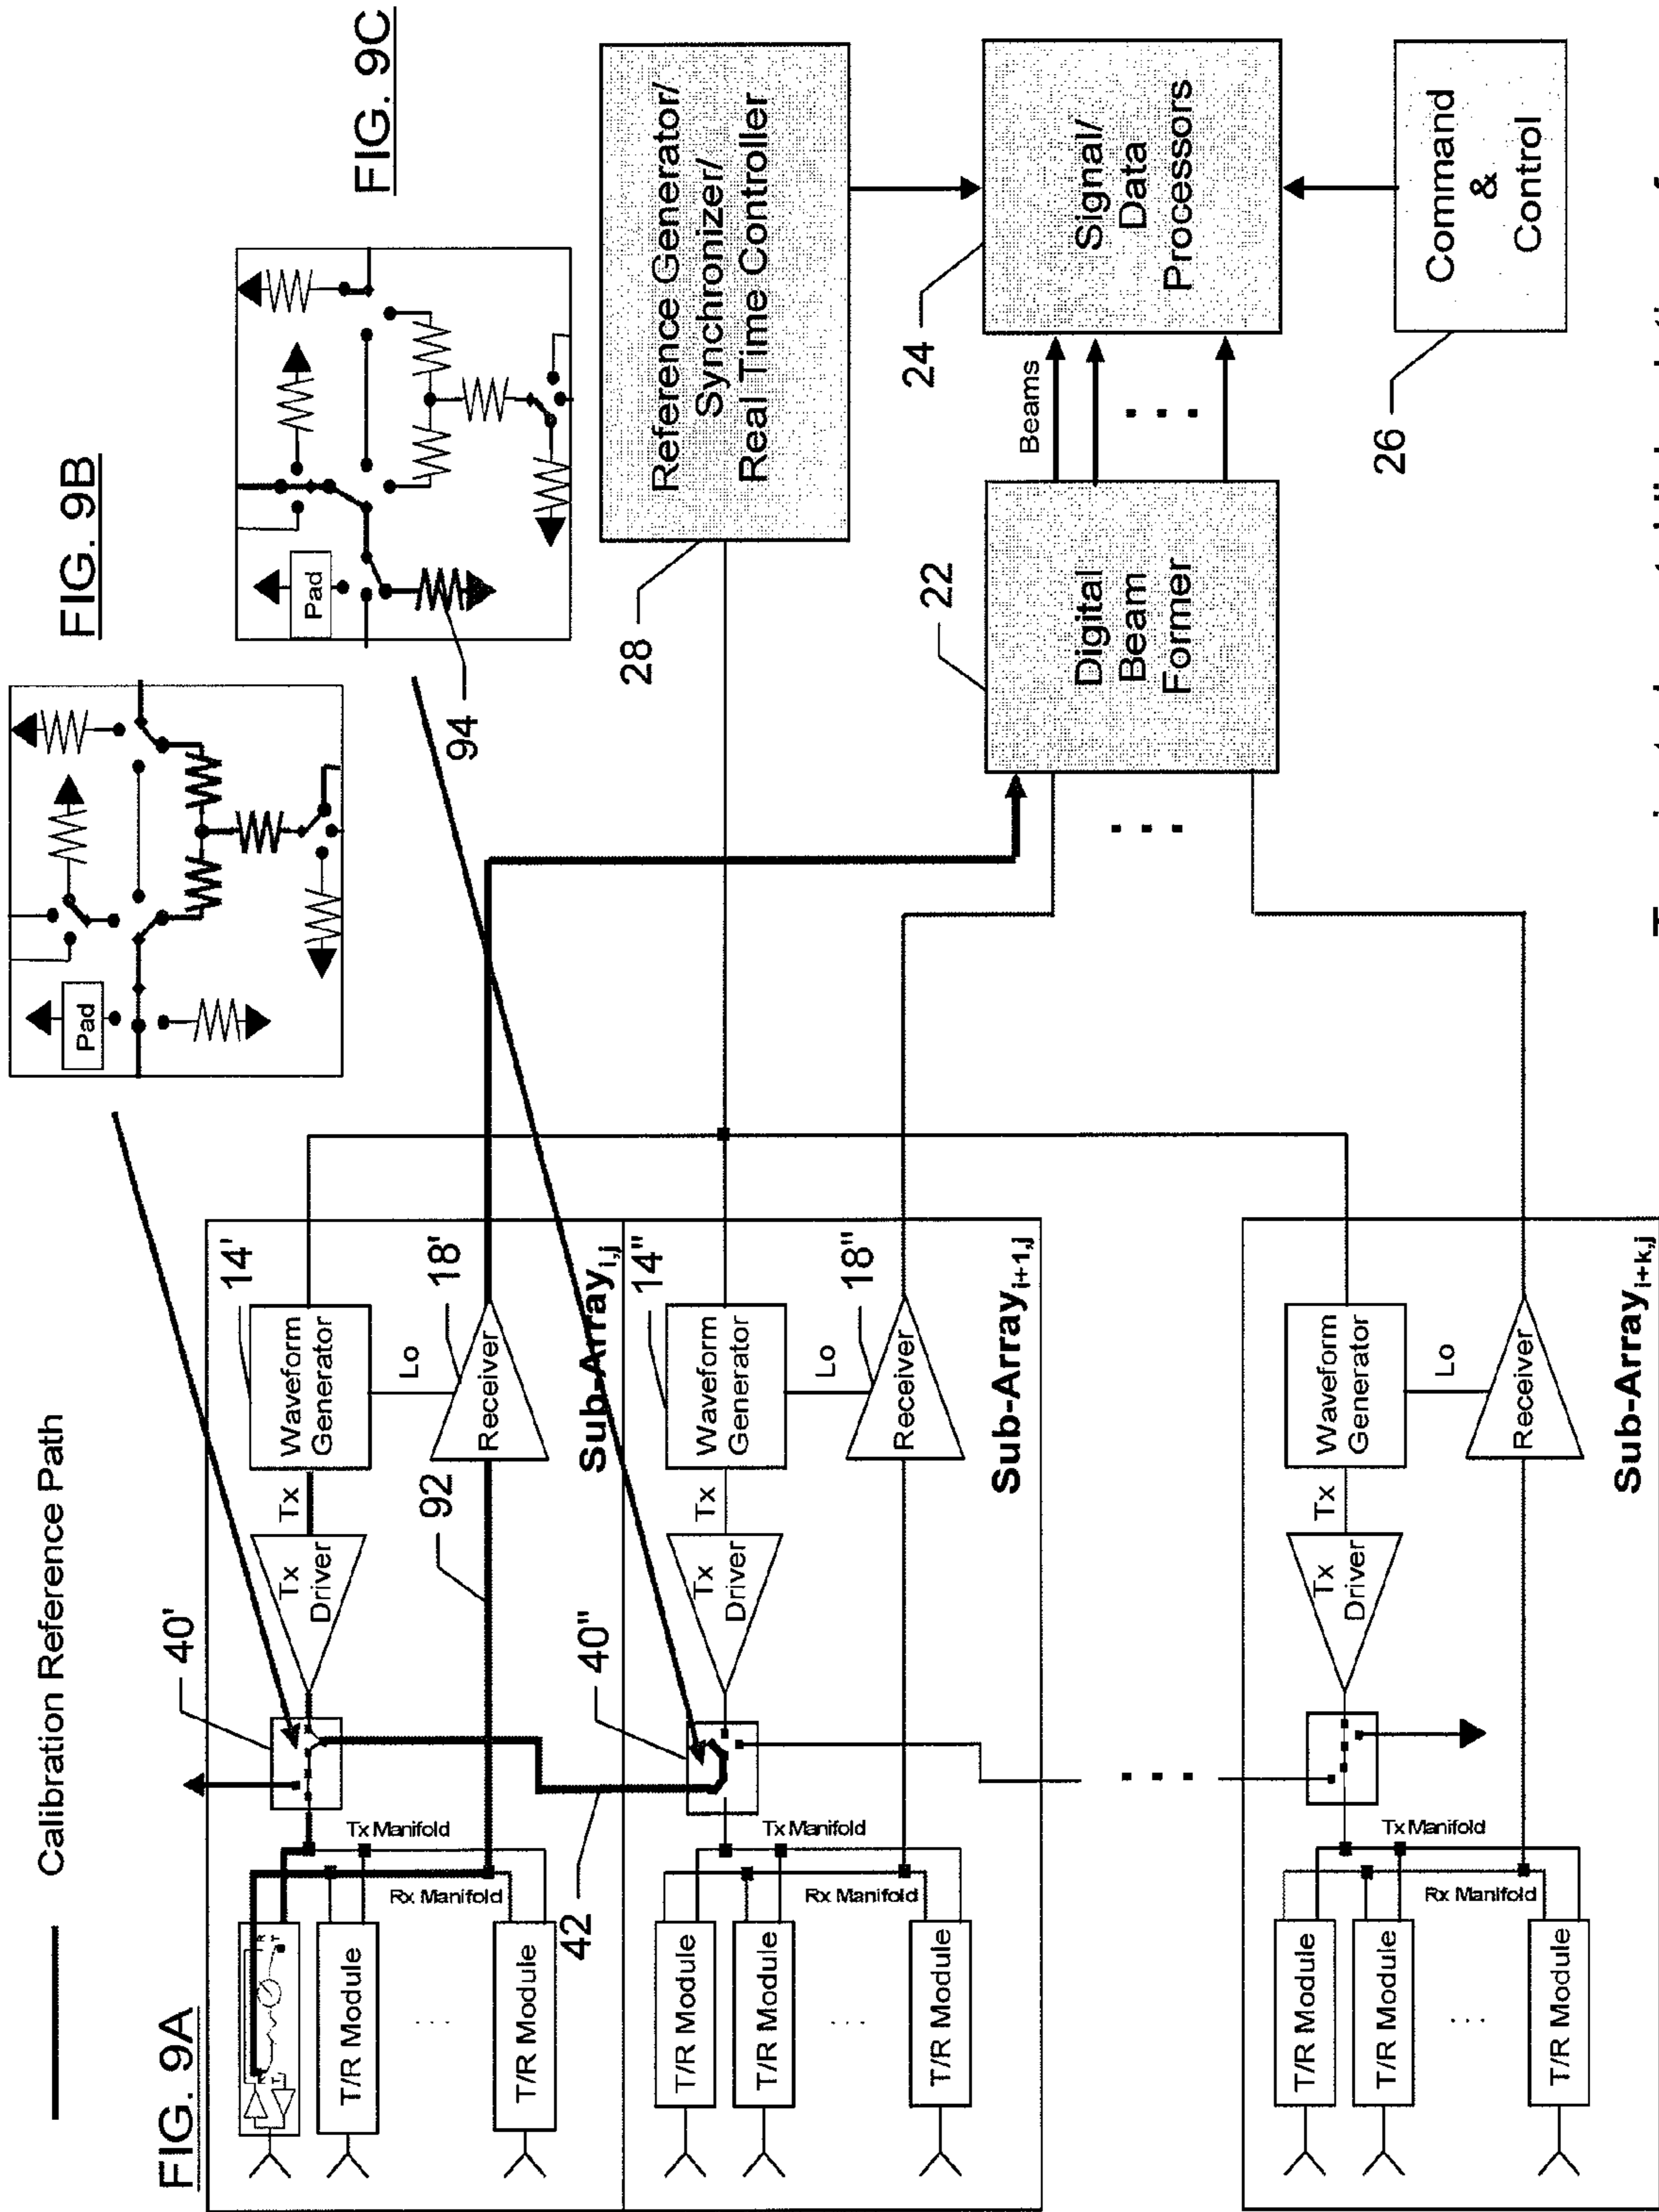 Calibration Reference Path
FIG. 9A
FIG. 9B
FIG. 9C
Pad
Pad
94
40'
14'
Tx
Driver
Tx
Waveform
Generator
Lo
18'
Receiver
92
Sub-Array i,j
Tx Manifold
Rx Manifold
R
T
T/R Module
T/R Module
42
40"
14"
Tx
Driver
Tx
Waveform
Generator
Lo
18"
Receiver
Sub-Array i+1,j
Tx Manifold
Rx Manifold
T/R Module
T/R Module
T/R Module
Tx
Driver
Tx
Waveform
Generator
Lo
Receiver
Sub-Array i+k,j
Tx Manifold
Rx Manifold
T/R Module
T/R Module
T/R Module
28
Reference Generator/
Synchronizer/
Real Time Controller
22
Digital
Beam
Former
Beams
24
Signal/
Data
Processors
26
Command
&
Control